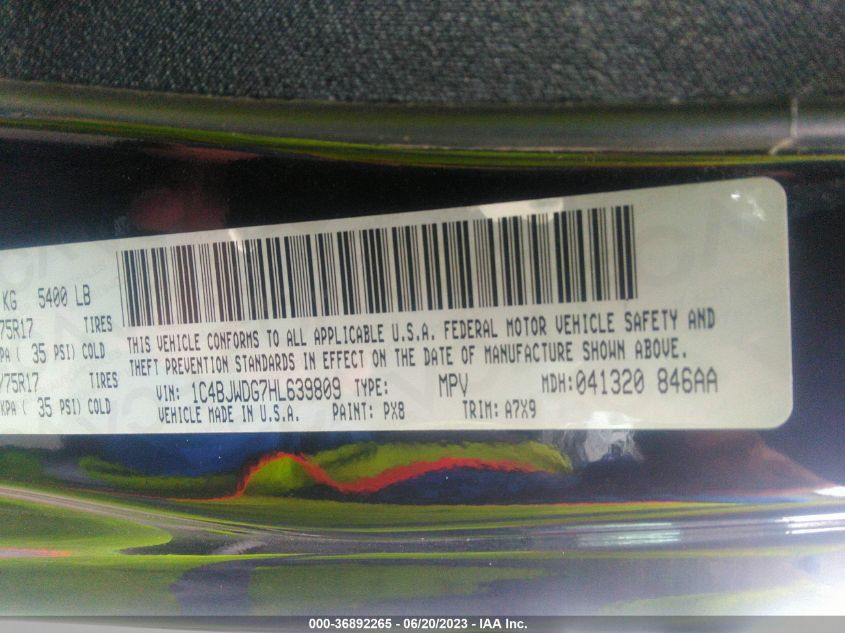 KG 5400 LB
75R17 TIRES
KPA ( 35 PSI) COLD
/75R17 TIRES
KPA ( 35 PSI) COLD
THIS VEHICLE CONFORMS TO ALL APPLICABLE U.S.A. FEDERAL MOTOR VEHICLE SAFETY AND
THEFT PREVENTION STANDARDS IN EFFECT ON THE DATE OF MANUFACTURE SHOWN ABOVE.
VIN: 1C4BJWDG7HL639809 TYPE: MPV MDH: 041320 846AA
VEHICLE MADE IN U.S.A. PAINT: PX8 TRIM: A7X9
000-36892265 - 06/20/2023 - IAA Inc.